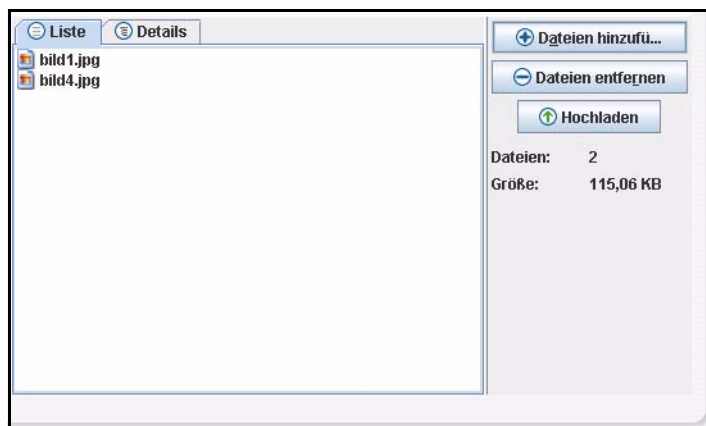 Liste
Details
bild1.jpg
bild4.jpg
Dateien hinzufü...
Dateien entfernen
Hochladen
Dateien: 2
Größe: 115,06 KB